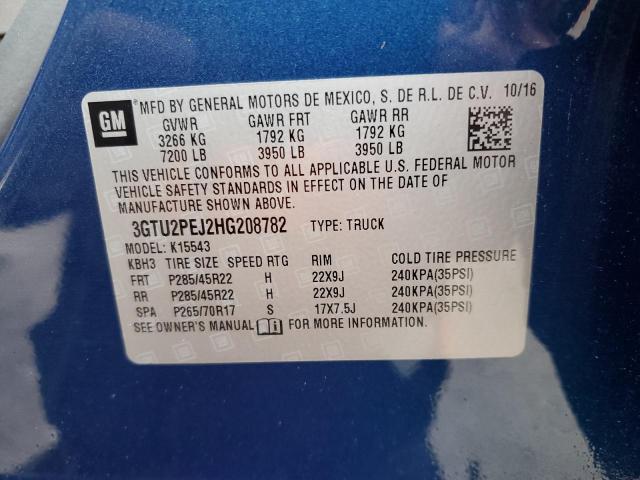 GM
®MFD BY GENERAL MOTORS DE MEXICO, S. DE R.L. DE C.V. 10/16
GVWR GAWR FRT GAWR RR
3266 KG 1792 KG 1792 KG
7200 LB 3950 LB 3950 LB
THIS VEHICLE CONFORMS TO ALL APPLICABLE U.S. FEDERAL MOTOR
VEHICLE SAFETY STANDARDS IN EFFECT ON THE DATE OF
MANUFACTURE SHOWN ABOVE.
3GTU2PEJ2HG208782 TYPE: TRUCK
MODEL: K15543
KBH3 TIRE SIZE SPEED RTG RIM COLD TIRE PRESSURE
FRT P285/45R22 H 22X9J 240KPA(35PSI)
RR P285/45R22 H 22X9J 240KPA(35PSI)
SPA P265/70R17 S 17X7.5J 240KPA(35PSI)
SEE OWNER'S MANUAL FOR MORE INFORMATION.